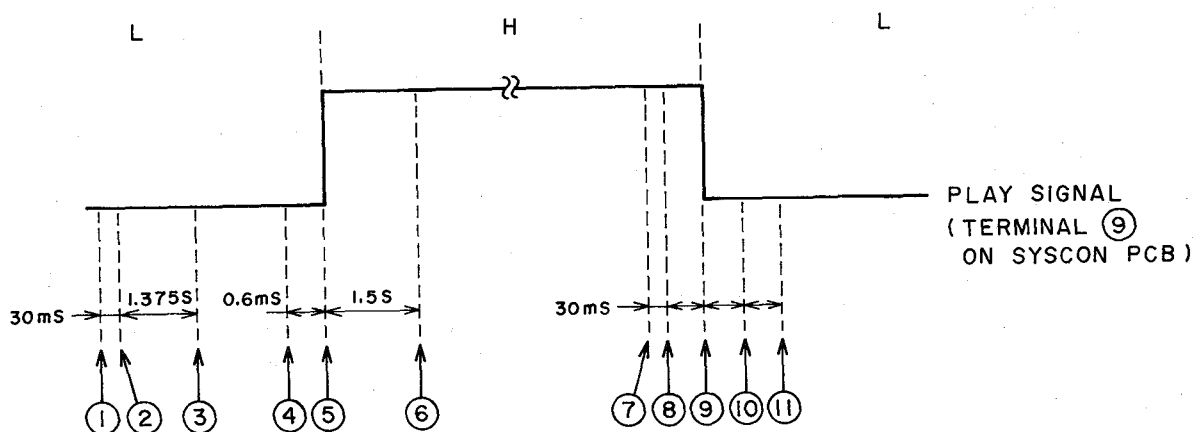 L H L
PLAY SIGNAL
(TERMINAL ⑨
ON SYSCON PCB)
30mS 1.375S 0.6mS 1.5S 30mS
① ② ③ ④ ⑤ ⑥ ⑦ ⑧ ⑨ ⑩ ⑪